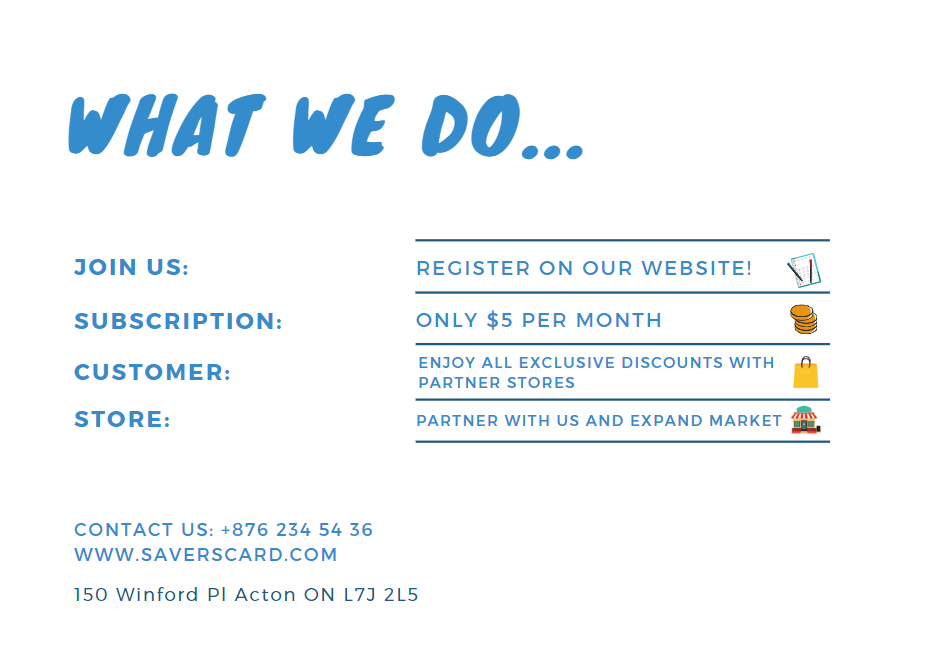 WHAT WE DO...
JOIN US:
REGISTER ON OUR WEBSITE!
SUBSCRIPTION:
ONLY $5 PER MONTH
CUSTOMER:
ENJOY ALL EXCLUSIVE DISCOUNTS WITH
PARTNER STORES
STORE:
PARTNER WITH US AND EXPAND MARKET
CONTACT US: +876 234 54 36
WWW.SAVERSCARD.COM
150 Winford Pl Acton ON L7J 2L5